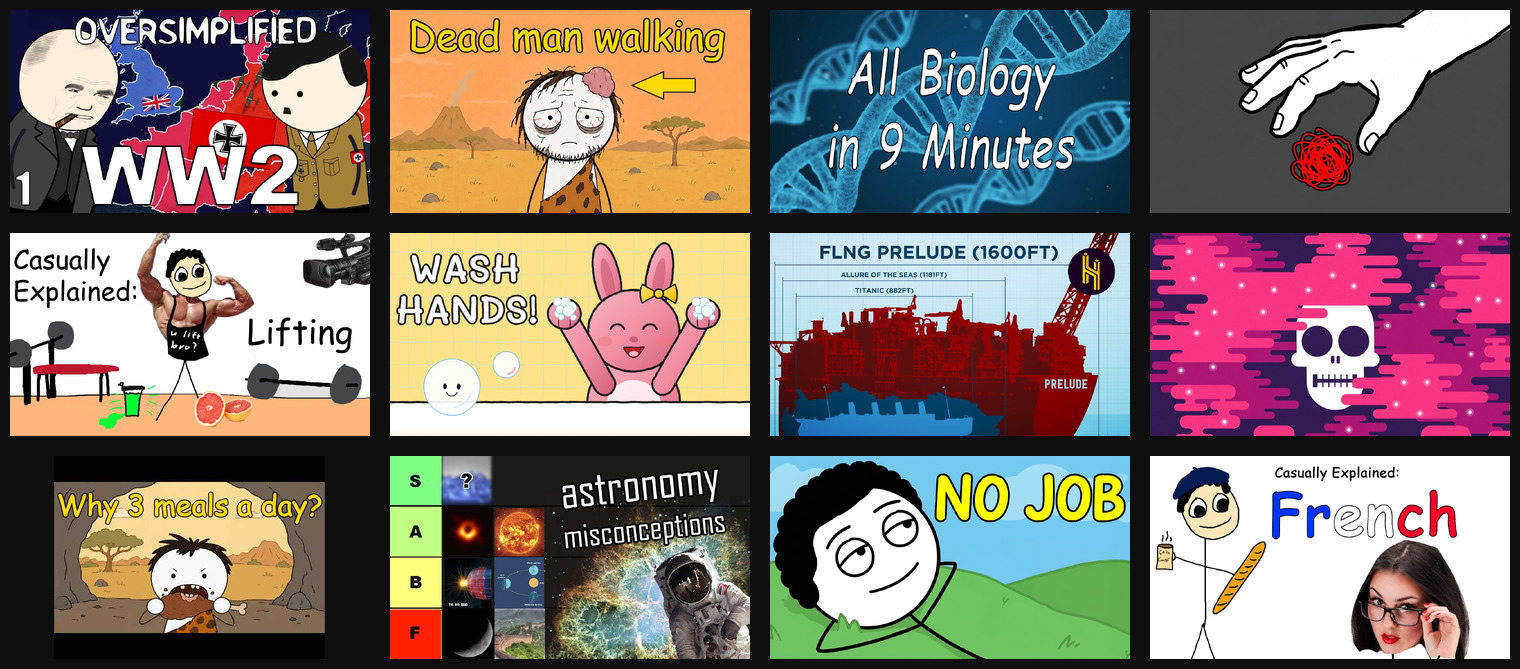 OVERSIMPLIFIED
WW2
1
Dead man walking
All Biology
in 9 Minutes
Casually
Explained:
Lifting
u lift
bro?
WASH
HANDS!
FLNG PRELUDE (1600FT)
ALLURE OF THE SEAS (1181FT)
TITANIC (882FT)
H
PRELUDE
Why 3 meals a day?
S
?
astronomy
misconceptions
A
B
F
NO JOB
Casually Explained:
French